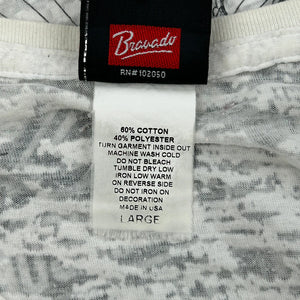 Bravado
RN#102050
60% COTTON
40% POLYESTER
TURN GARMENT INSIDE OUT
MACHINE WASH COLD
DO NOT BLEACH
TUMBLE DRY LOW
IRON LOW WARM
ON REVERSE SIDE
DO NOT IRON ON
DECORATION
MADE IN USA
LARGE